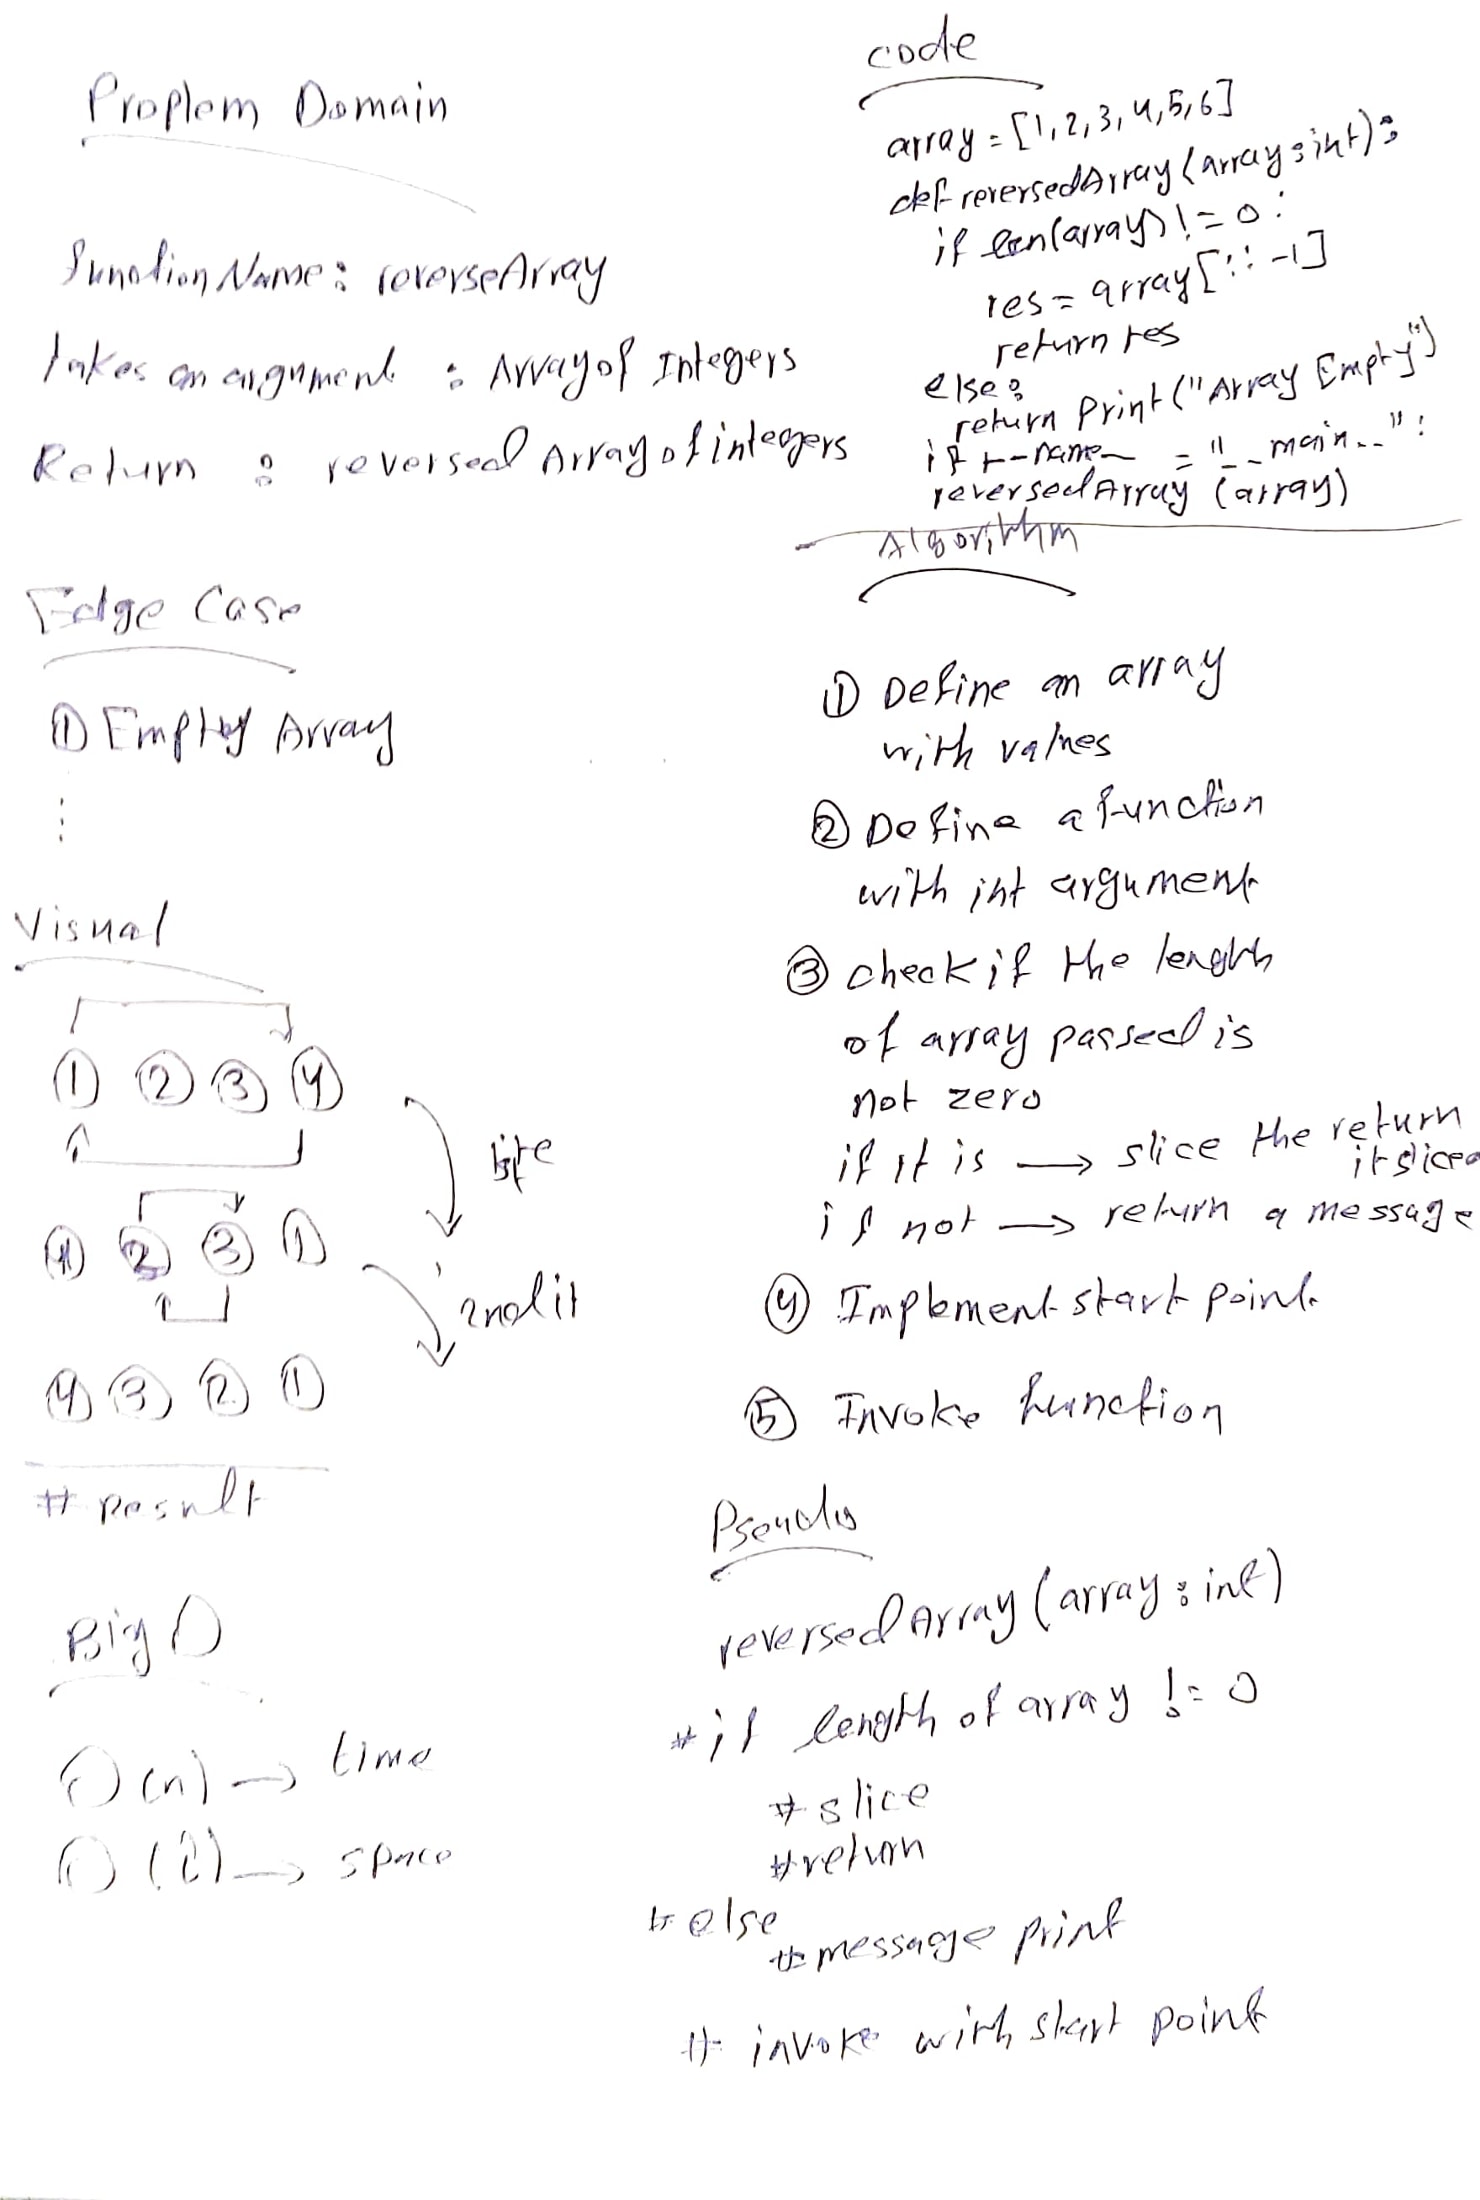 Proplem Domain
Function Name: reverseArray
takes an argument : Array of Integers
Return : reversed Array of integers
Edge Case
① Empty Array
⋮
Visual
① ② ③ ④
④ ② ③ ①
2nd it
④ ③ ② ①
# Result
Big O
O(n) → time
→ space
code
array = [1,2,3,4,5,6]
def reversedArray(array:int):
if len(array) != 0:
res = array[::-1]
return res
else:
return Print("Array Empty")
if = "__main__":
reversedArray (array)
Algorithm
① Define an array
with values
② Define a function
with int argument
③ check if the length
of array passed is
not zero
if it is → slice the return
it
if not → return a message
④ Implement start point
⑤ Invoke function
Pseudo
reversedArray (array: int)
# if length of array != 0
# slice
# return
# else
# message print
# invoke with start point